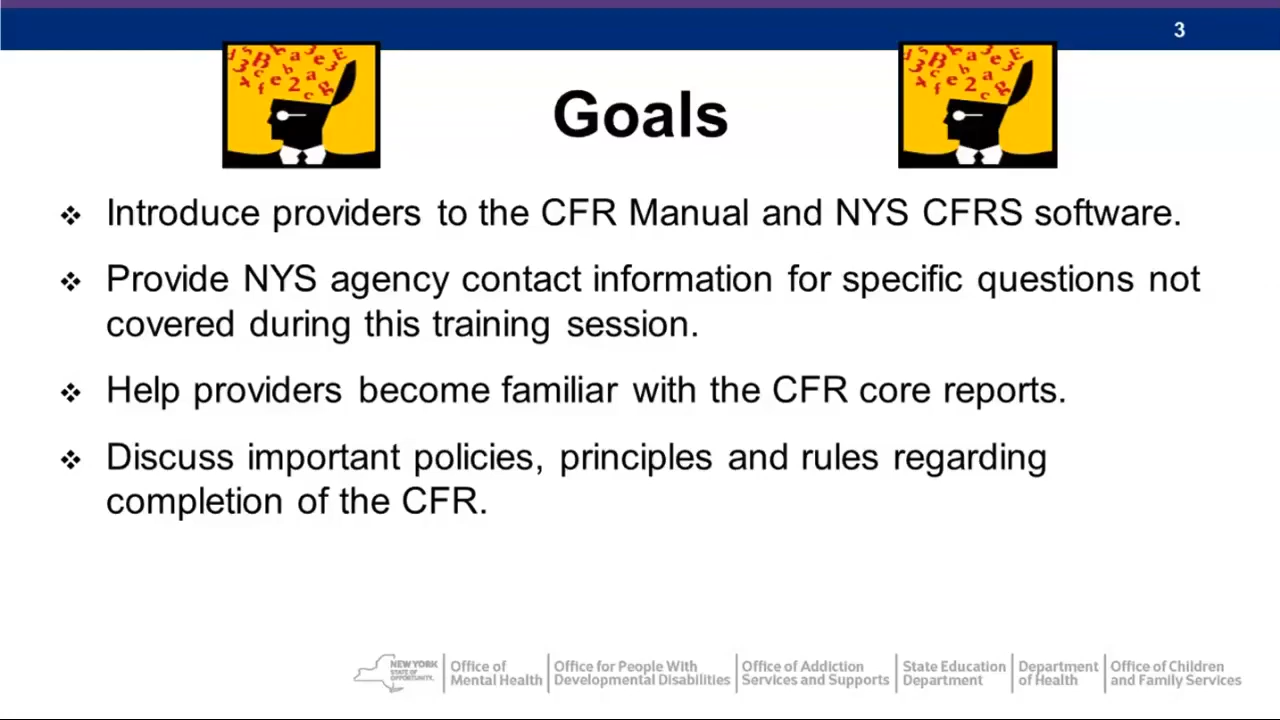 3
Goals
❖ Introduce providers to the CFR Manual and NYS CFRS software.
❖ Provide NYS agency contact information for specific questions not
covered during this training session.
❖ Help providers become familiar with the CFR core reports.
❖ Discuss important policies, principles and rules regarding
completion of the CFR.
NEW YORK
STATE OF
OPPORTUNITY.
Office of
Mental Health
Office for People With
Developmental Disabilities
Office of Addiction
Services and Supports
State Education
Department
Department
of Health
Office of Children
and Family Services